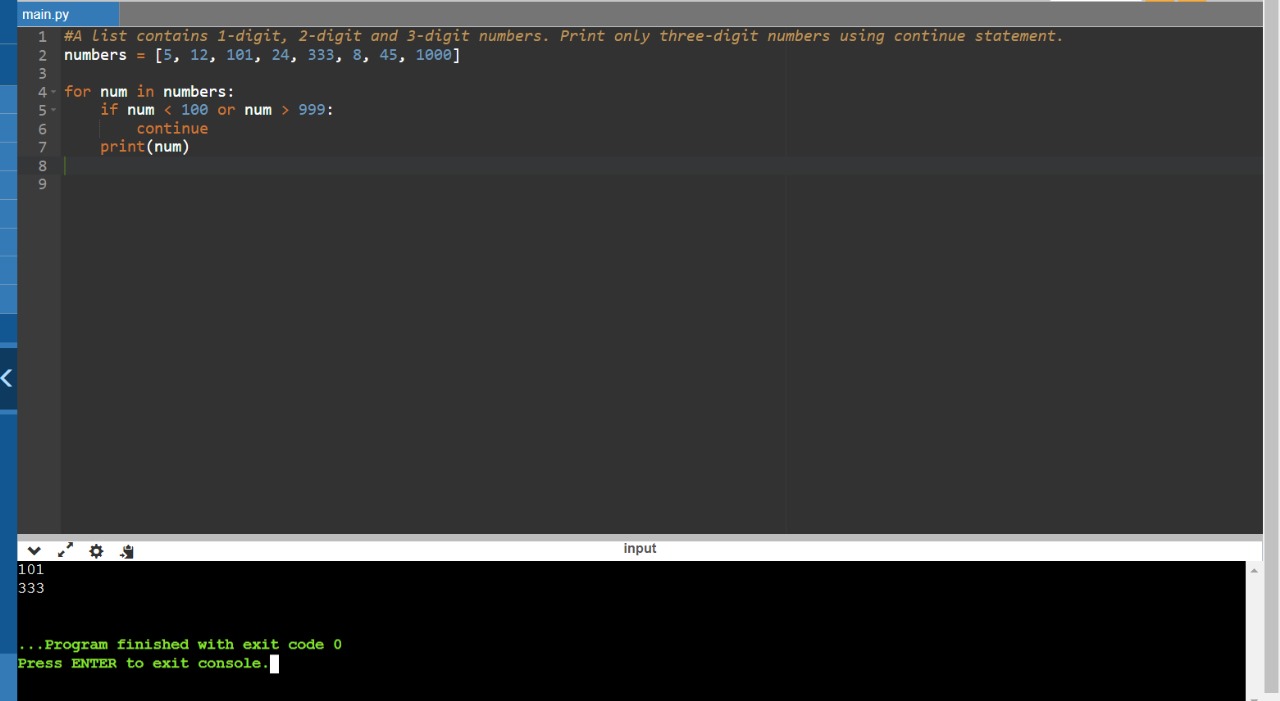 main.py
1 #A list contains 1-digit, 2-digit and 3-digit numbers. Print only three-digit numbers using continue statement.
2 numbers = [5, 12, 101, 24, 333, 8, 45, 1000]
3
4 for num in numbers:
5     if num < 100 or num > 999:
6         continue
7     print(num)
8
9
input
101
333
...Program finished with exit code 0
Press ENTER to exit console.